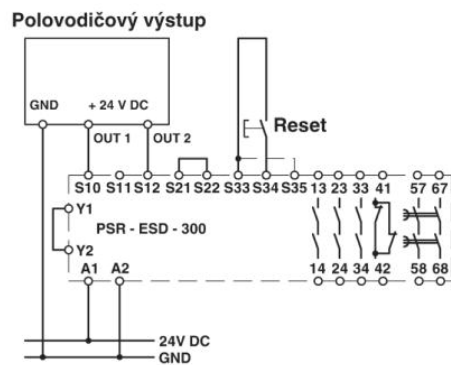 Polovodičový výstup
GND + 24 V DC
OUT 1 OUT 2
Reset
S10 S11 S12 S21 S22 S33 S34 S35 13 23 33 41 57 67
Y1
PSR - ESD - 300
Y2
A1 A2 14 24 34 42 58 68
24V DC
GND